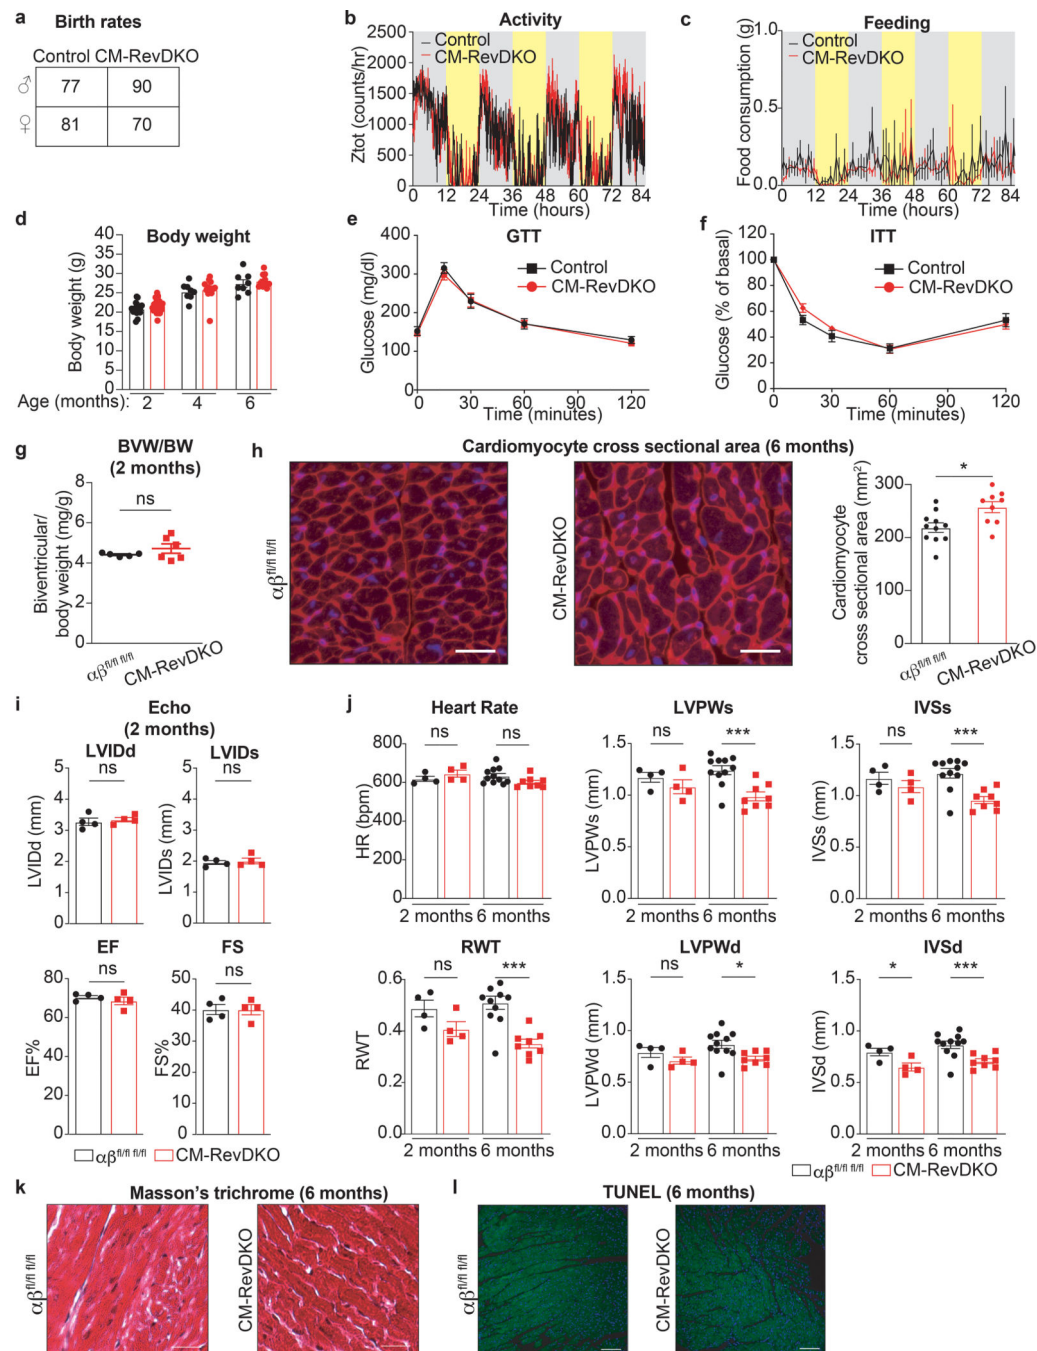 a Birth rates
Control CM-RevDKO
♂ 77 90
♀ 81 70
b Activity
Control
CM-RevDKO
Ztot (counts/hr)
2500
2000
1500
1000
500
0
0 12 24 36 48 60 72 84
Time (hours)
c Feeding
Control
CM-RevDKO
Food consumption (g)
1.0
0.5
0.0
0 12 24 36 48 60 72 84
Time (hours)
d Body weight
Body weight (g)
40
35
30
25
20
15
10
5
0
Age (months): 2 4 6
e GTT
Control
CM-RevDKO
Glucose (mg/dl)
400
300
200
100
0
0 30 60 90 120
Time (minutes)
f ITT
Control
CM-RevDKO
Glucose (% of basal)
120
100
80
60
40
20
0
0 30 60 90 120
Time (minutes)
g BVW/BW
(2 months)
ns
Biventricular/
body weight (mg/g)
8
6
4
2
0
αβfl/fl fl/fl CM-RevDKO
h Cardiomyocyte cross sectional area (6 months)
αβfl/fl fl/fl
CM-RevDKO
Cardiomyocyte
cross sectional area (mm²)
300
200
100
0
*
αβfl/fl fl/fl CM-RevDKO
i Echo
(2 months)
LVIDd
ns
LVIDd (mm)
5
4
3
2
1
0
LVIDs
ns
LVIDs (mm)
5
4
3
2
1
0
EF
ns
EF%
80
60
40
20
0
FS
ns
FS%
50
40
30
20
10
0
αβfl/fl fl/fl CM-RevDKO
j Heart Rate
ns ns
HR (bpm)
800
600
400
200
0
2 months 6 months
LVPWs
ns ***
LVPWs (mm)
1.5
1.0
0.5
0.0
2 months 6 months
IVSs
ns ***
IVSs (mm)
1.5
1.0
0.5
0.0
2 months 6 months
RWT
ns ***
RWT
0.6
0.4
0.2
0.0
2 months 6 months
LVPWd
ns *
LVPWd (mm)
1.5
1.0
0.5
0.0
2 months 6 months
IVSd
* ***
IVSd (mm)
1.5
1.0
0.5
0.0
2 months 6 months
αβfl/fl fl/fl CM-RevDKO
k Masson's trichrome (6 months)
αβfl/fl fl/fl
CM-RevDKO
l TUNEL (6 months)
αβfl/fl fl/fl
CM-RevDKO